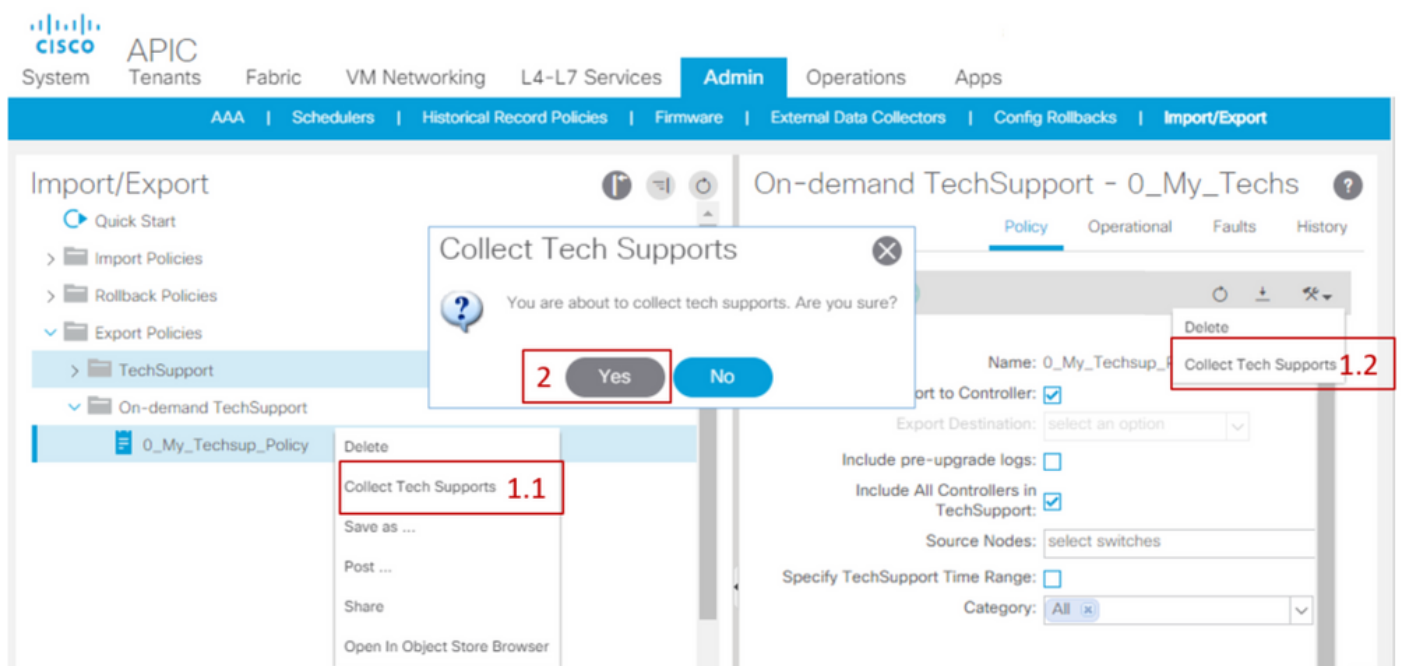 CISCO
APIC
System Tenants Fabric VM Networking L4-L7 Services Admin Operations Apps
AAA | Schedulers | Historical Record Policies | Firmware | External Data Collectors | Config Rollbacks | Import/Export
Import/Export
Quick Start
Import Policies
Rollback Policies
Export Policies
TechSupport
On-demand TechSupport
0_My_Techsup_Policy
Delete
Collect Tech Supports 1.1
Save as ...
Post ...
Share
Open In Object Store Browser
Collect Tech Supports
You are about to collect tech supports. Are you sure?
2 Yes No
On-demand TechSupport - 0_My_Techs
Policy Operational Faults History
Delete
Collect Tech Supports 1.2
Name: 0_My_Techsup_
ort to Controller:
Export Destination: select an option
Include pre-upgrade logs:
Include All Controllers in
TechSupport:
Source Nodes: select switches
Specify TechSupport Time Range:
Category: All